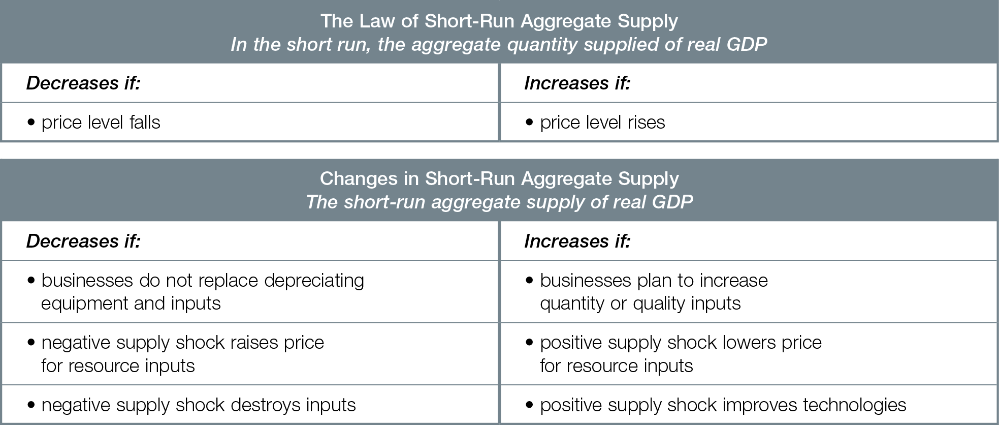 The Law of Short-Run Aggregate Supply
In the short run, the aggregate quantity supplied of real GDP
Decreases if:
Increases if:
• price level falls
• price level rises
Changes in Short-Run Aggregate Supply
The short-run aggregate supply of real GDP
Decreases if:
Increases if:
• businesses do not replace depreciating
equipment and inputs
• businesses plan to increase
quantity or quality inputs
• negative supply shock raises price
for resource inputs
• positive supply shock lowers price
for resource inputs
• negative supply shock destroys inputs
• positive supply shock improves technologies